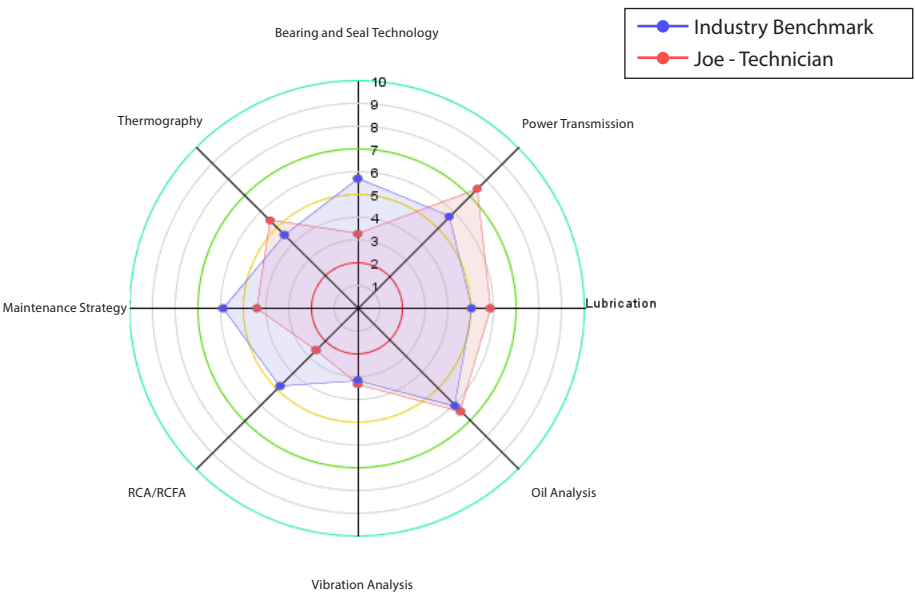 Industry Benchmark
Joe - Technician
Bearing and Seal Technology
Thermography
Power Transmission
10
9
8
7
6
5
4
3
2
1
Maintenance Strategy
Lubrication
RCA/RCFA
Oil Analysis
Vibration Analysis